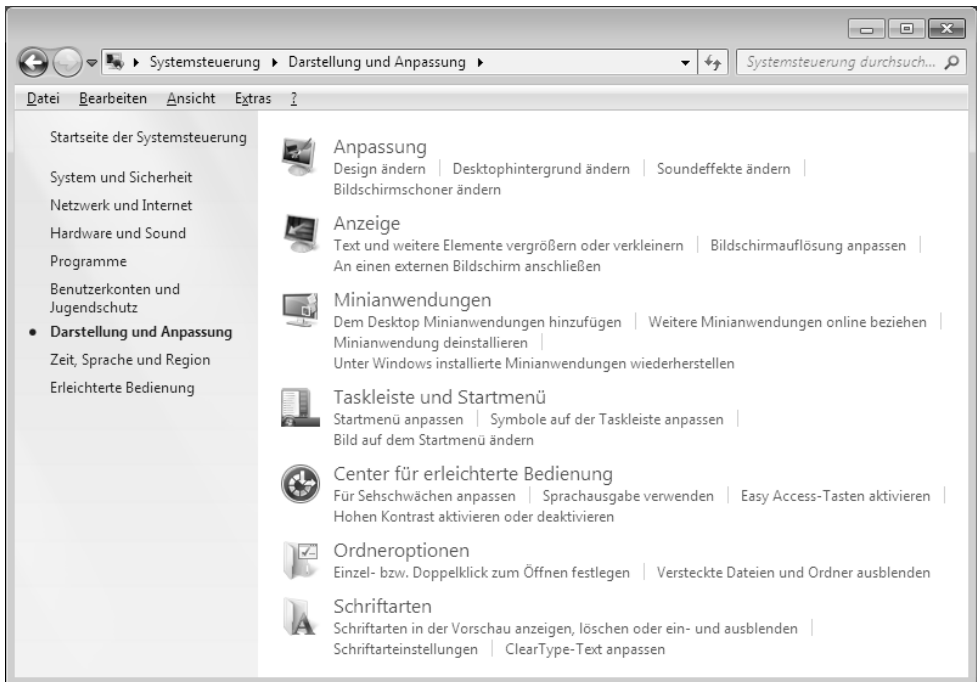 Systemsteuerung Darstellung und Anpassung Systemsteuerung durchsuch...
Datei Bearbeiten Ansicht Extras ?
Startseite der Systemsteuerung
System und Sicherheit
Netzwerk und Internet
Hardware und Sound
Programme
Benutzerkonten und
Jugendschutz
Darstellung und Anpassung
Zeit, Sprache und Region
Erleichterte Bedienung
Anpassung
Design ändern Desktophintergrund ändern Soundeffekte ändern
Bildschirmschoner ändern
Anzeige
Text und weitere Elemente vergrößern oder verkleinern Bildschirmauflösung anpassen
An einen externen Bildschirm anschließen
Minianwendungen
Dem Desktop Minianwendungen hinzufügen Weitere Minianwendungen online beziehen
Minianwendung deinstallieren
Unter Windows installierte Minianwendungen wiederherstellen
Taskleiste und Startmenü
Startmenü anpassen Symbole auf der Taskleiste anpassen
Bild auf dem Startmenü ändern
Center für erleichterte Bedienung
Für Sehschwächen anpassen Sprachausgabe verwenden Easy Access-Tasten aktivieren
Hohen Kontrast aktivieren oder deaktivieren
Ordneroptionen
Einzel- bzw. Doppelklick zum Öffnen festlegen Versteckte Dateien und Ordner ausblenden
Schriftarten
Schriftarten in der Vorschau anzeigen, löschen oder ein- und ausblenden
Schriftarteinstellungen ClearType-Text anpassen